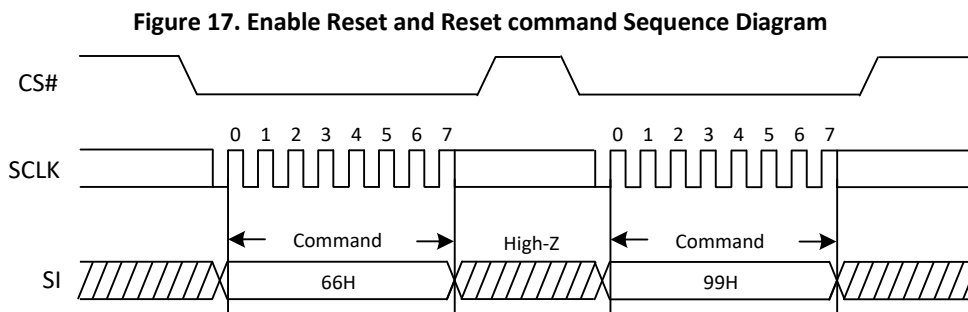 Figure 17. Enable Reset and Reset command Sequence Diagram
CS#
0 1 2 3 4 5 6 7 0 1 2 3 4 5 6 7
SCLK
Command High-Z Command
SI 66H 99H